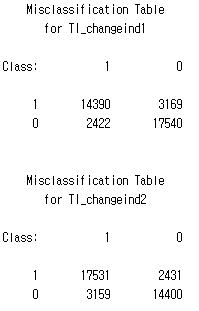 Misclassification Table
for TI_changeind1
Class: 1 0
1 14390 3169
0 2422 17540
Misclassification Table
for TI_changeind2
Class: 1 0
1 17531 2431
0 3159 14400